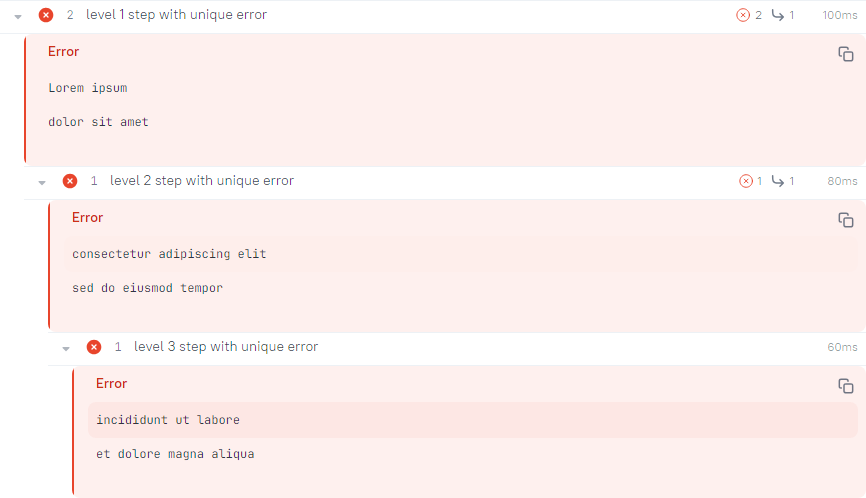 2 level 1 step with unique error 2 1 100ms
Error
Lorem ipsum
dolor sit amet
1 level 2 step with unique error 1 1 80ms
Error
consectetur adipiscing elit
sed do eiusmod tempor
1 level 3 step with unique error 60ms
Error
incididunt ut labore
et dolore magna aliqua